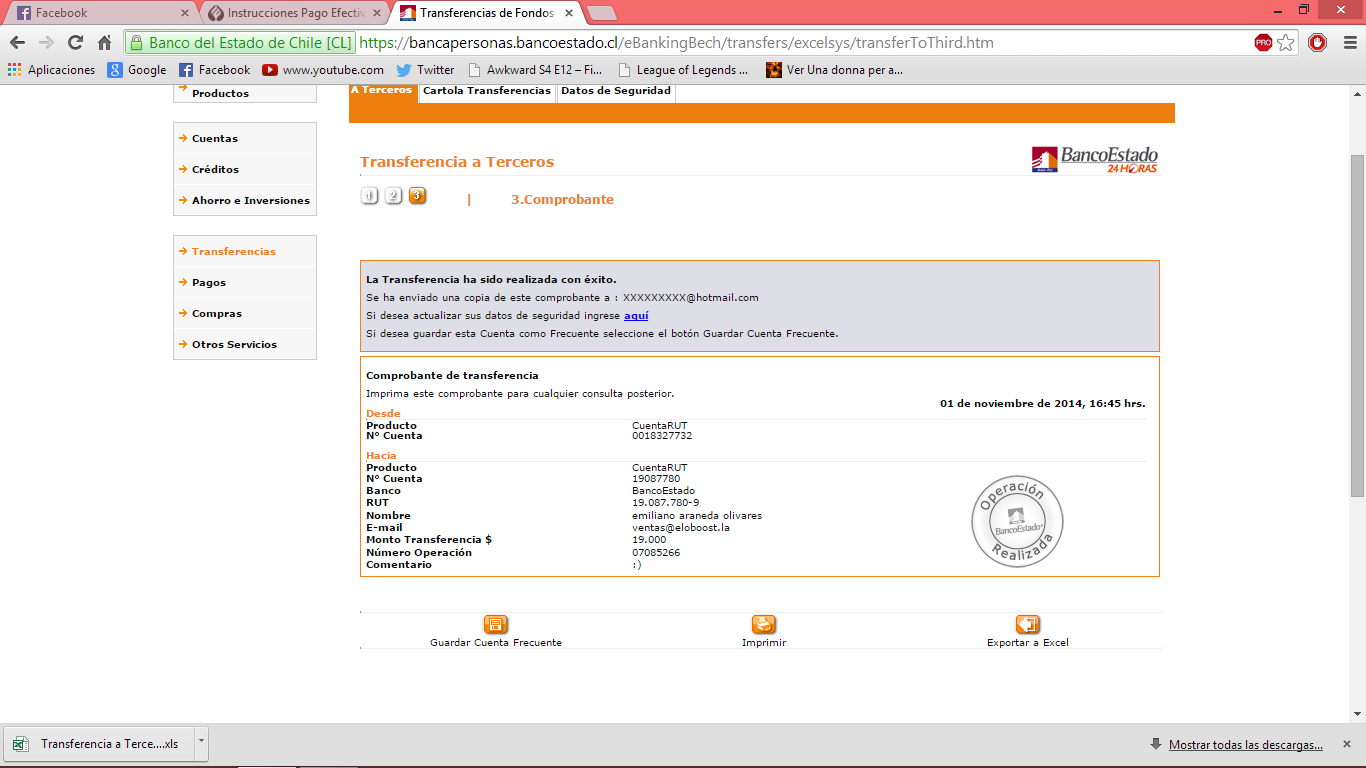 Facebook
Instrucciones Pago Efectiv
Transferencias de Fondos
Banco del Estado de Chile [CL]
https://bancapersonas.bancoestado.cl/eBankingBech/transfers/excelsys/transferToThird.htm
PRO
Aplicaciones
Google
Facebook
www.youtube.com
Twitter
Awkward S4 E12 – Fi...
League of Legends ...
Ver Una donna per a...
Productos
A Terceros
Cartola Transferencias
Datos de Seguridad
Cuentas
Créditos
Ahorro e Inversiones
Transferencias
Pagos
Compras
Otros Servicios
Transferencia a Terceros
BancoEstado
24 HORAS
1 2 3 | 3.Comprobante
La Transferencia ha sido realizada con éxito.
Se ha enviado una copia de este comprobante a : XXXXXXXXX@hotmail.com
Si desea actualizar sus datos de seguridad ingrese aquí
Si desea guardar esta Cuenta como Frecuente seleccione el botón Guardar Cuenta Frecuente.
Comprobante de transferencia
Imprima este comprobante para cualquier consulta posterior.
01 de noviembre de 2014, 16:45 hrs.
Desde
Producto CuentaRUT
Nº Cuenta 0018327732
Hacia
Producto CuentaRUT
Nº Cuenta 19087780
Banco BancoEstado
RUT 19.087.780-9
Nombre emiliano araneda olivares
E-mail ventas@eloboost.la
Monto Transferencia $ 19.000
Número Operación 07085266
Comentario :)
Operación
BancoEstado
Realizada
Guardar Cuenta Frecuente
Imprimir
Exportar a Excel
Transferencia a Terce....xls
Mostrar todas las descargas...